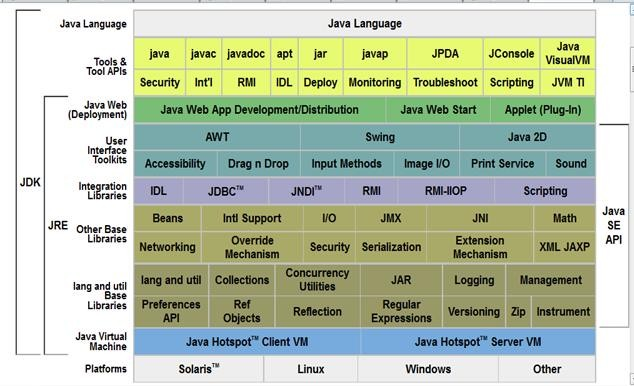 Java Language Java Language
java javac javadoc apt jar javap JPDA JConsole Java VisualVM
Tools & Tool APIs
Security Int'l RMI IDL Deploy Monitoring Troubleshoot Scripting JVM TI
Java Web (Deployment) Java Web App Development/Distribution Java Web Start Applet (Plug-In)
User Interface Toolkits
AWT Swing Java 2D
Accessibility Drag n Drop Input Methods Image I/O Print Service Sound
Integration Libraries IDL JDBC™ JNDI™ RMI RMI-IIOP Scripting
JDK
JRE
Java SE API
Other Base Libraries
Beans Intl Support I/O JMX JNI Math
Networking Override Mechanism Security Serialization Extension Mechanism XML JAXP
lang and util Base Libraries
lang and util Collections Concurrency Utilities JAR Logging Management
Preferences API Ref Objects Reflection Regular Expressions Versioning Zip Instrument
Java Virtual Machine Java Hotspot™ Client VM Java Hotspot™ Server VM
Platforms Solaris™ Linux Windows Other